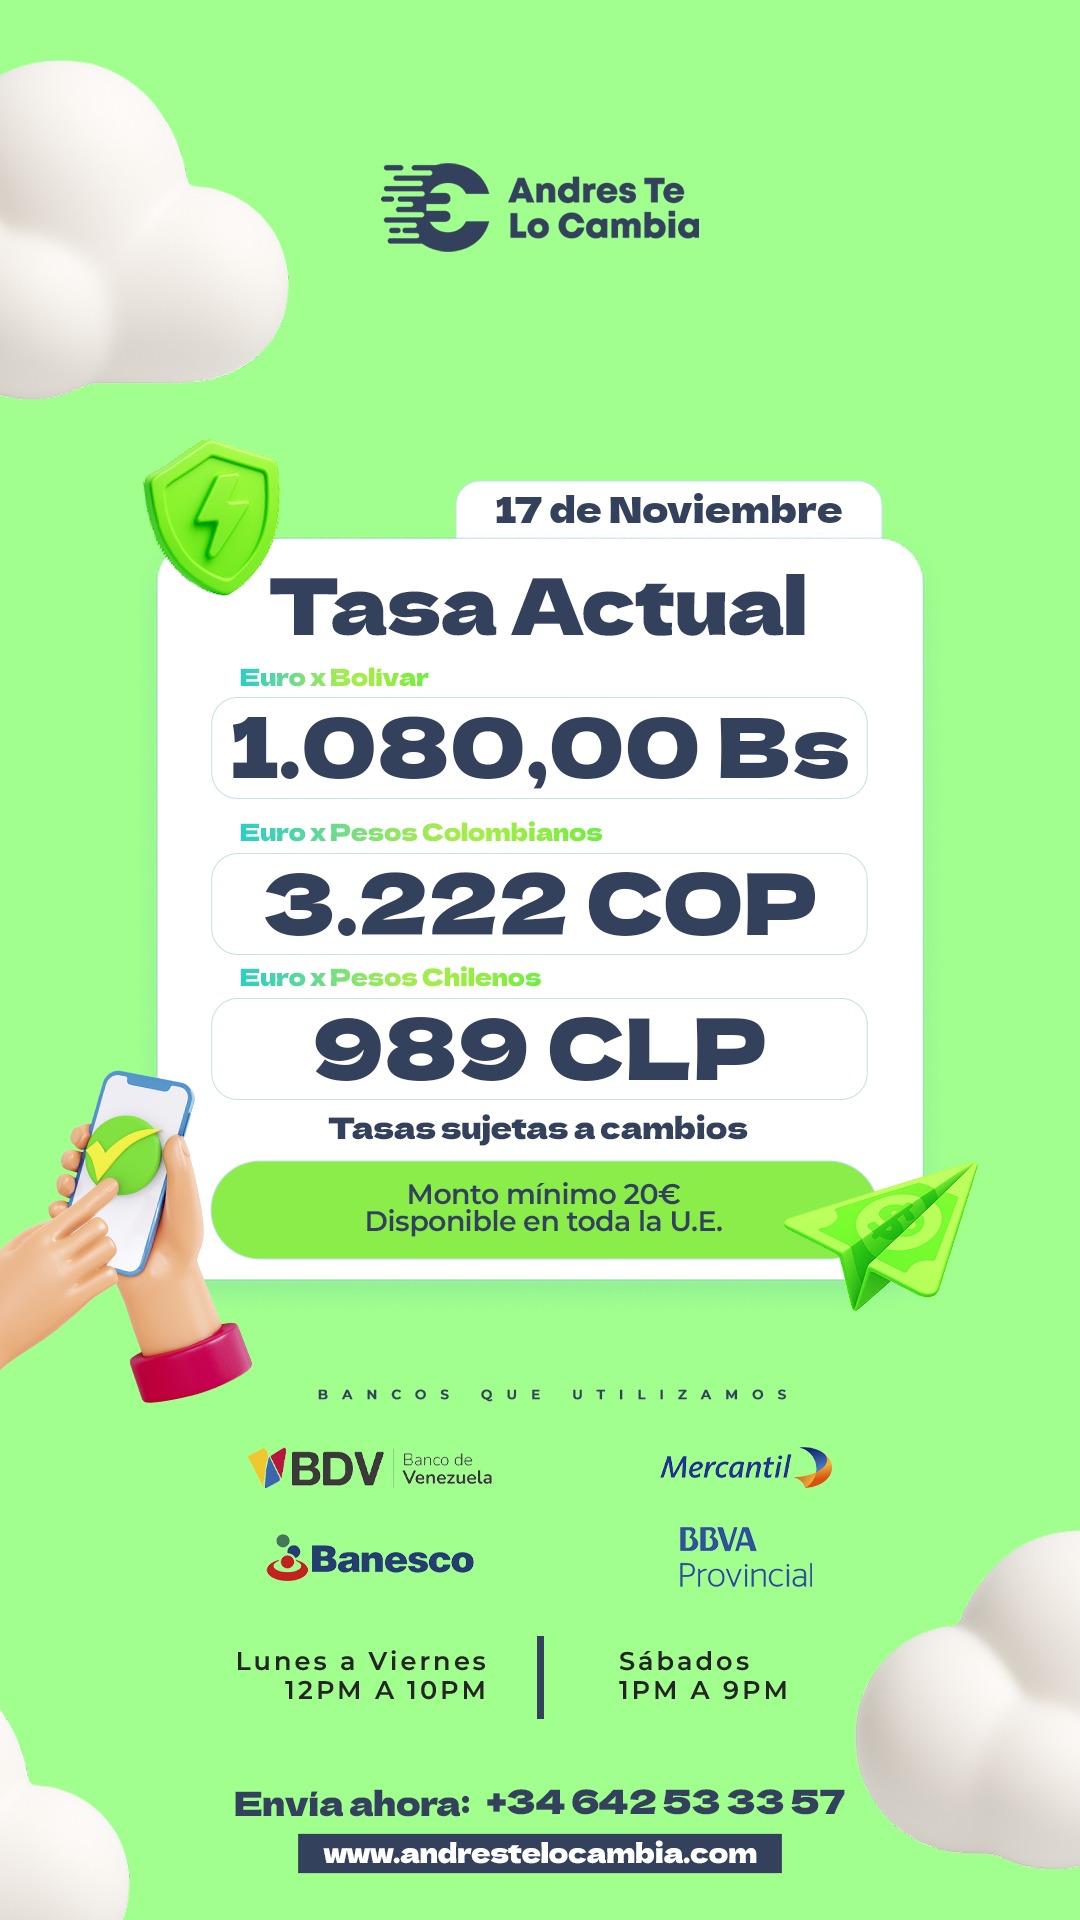 Andres Te
Lo Cambia
17 de Noviembre
Tasa Actual
Euro x Bolívar
1.080,00 Bs
Euro x Pesos Colombianos
3.222 COP
Euro x Pesos Chilenos
989 CLP
Tasas sujetas a cambios
Monto mínimo 20€
Disponible en toda la U.E.
BANCOS QUE UTILIZAMOS
BDV Banco de
Venezuela
Mercantil
Banesco
BBVA
Provincial
Lunes a Viernes
12PM A 10PM
Sábados
1PM A 9PM
Envía ahora: +34 642 53 33 57
www.andrestelocambia.com